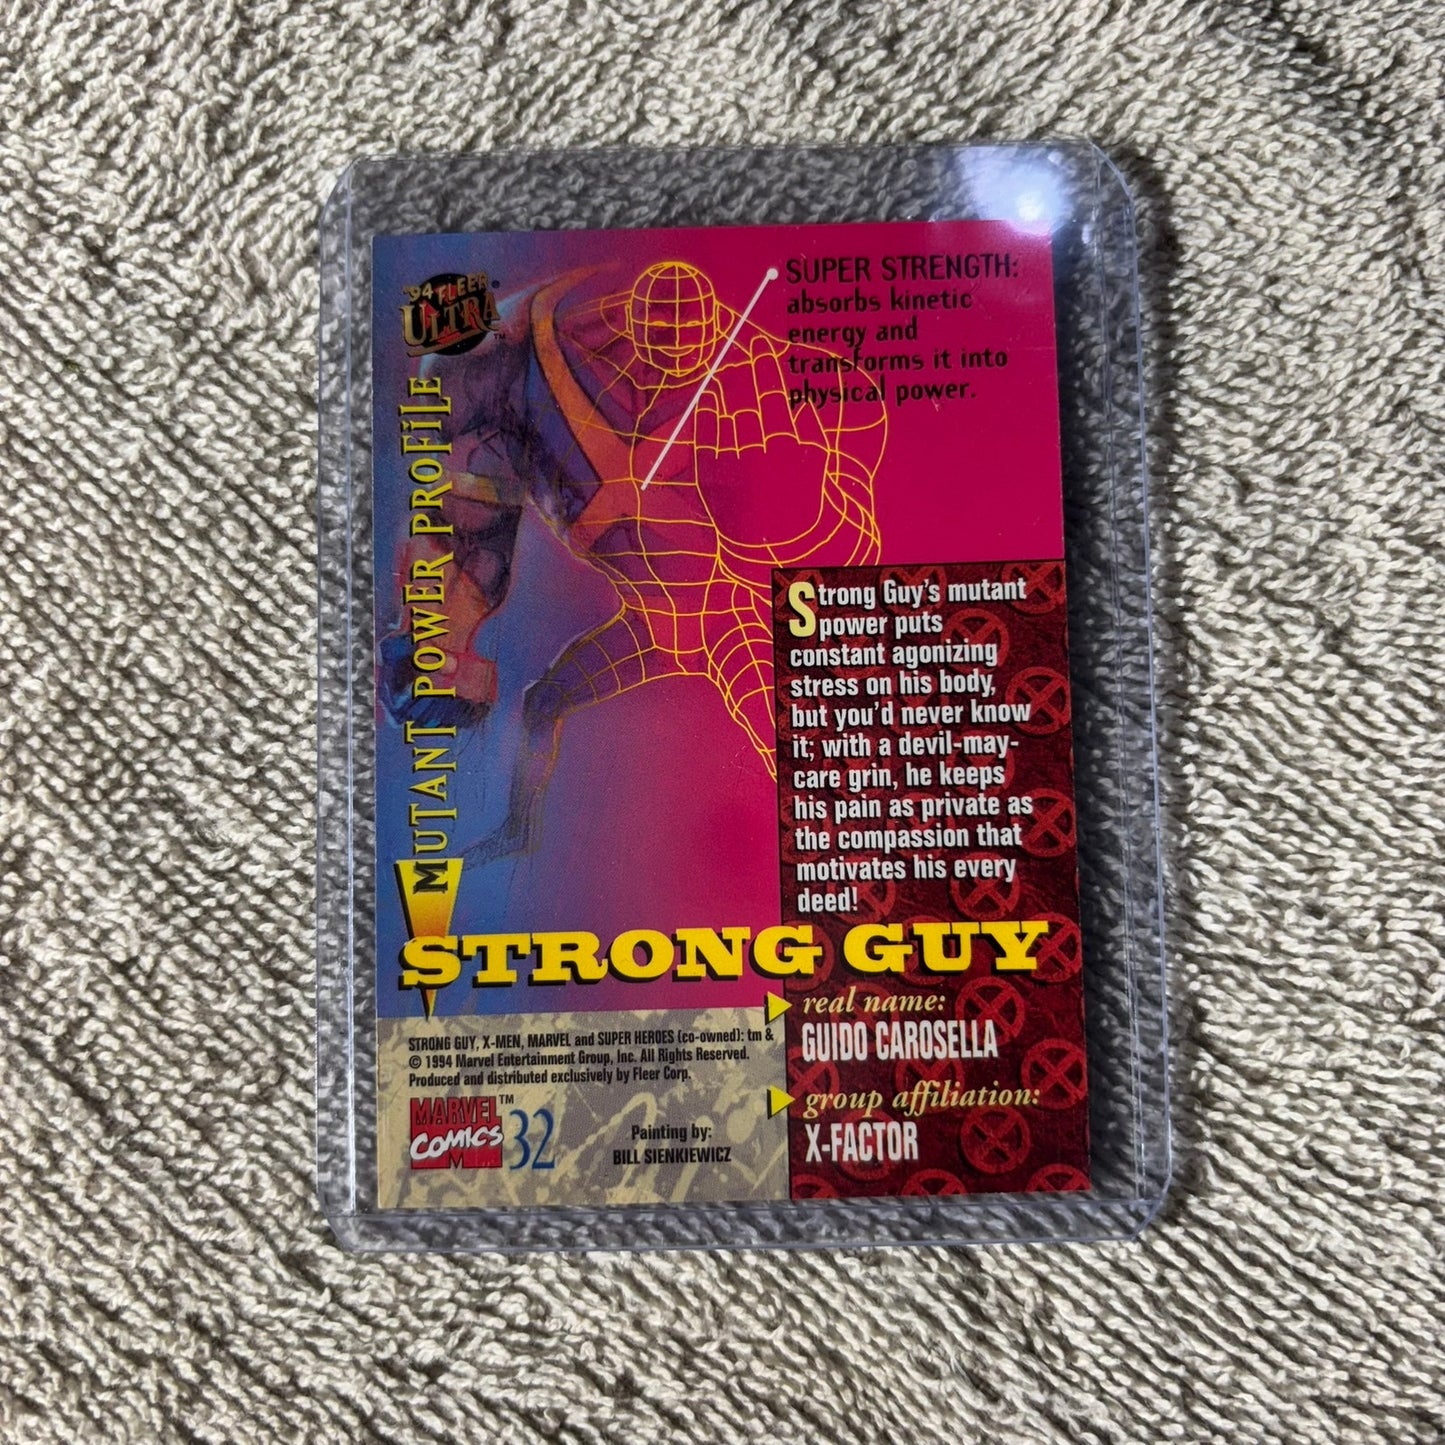 '94 FLEER
ULTRA®
™
MUTANT POWER PROFILE
SUPER STRENGTH:
absorbs kinetic
energy and
transforms it into
physical power.
Strong Guy's mutant
power puts
constant agonizing
stress on his body,
but you'd never know
it; with a devil-may-
care grin, he keeps
his pain as private as
the compassion that
motivates his every
deed!
STRONG GUY
real name:
GUIDO CAROSELLA
group affiliation:
X-FACTOR
STRONG GUY, X-MEN, MARVEL and SUPER HEROES (co-owned): tm &
© 1994 Marvel Entertainment Group, Inc. All Rights Reserved.
Produced and distributed exclusively by Fleer Corp.
MARVEL™
COMICS
M
32
Painting by:
BILL SIENKIEWICZ